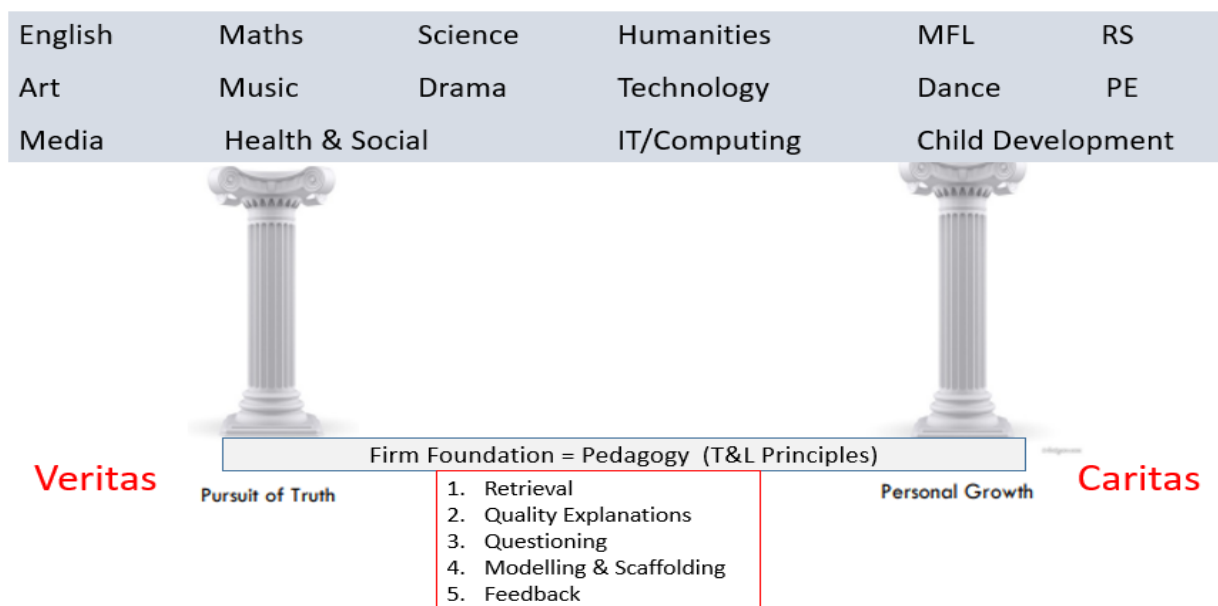 English Maths Science Humanities MFL RS
Art Music Drama Technology Dance PE
Media Health & Social IT/Computing Child Development
Firm Foundation = Pedagogy (T&L Principles)
Veritas
Pursuit of Truth
1. Retrieval
2. Quality Explanations
3. Questioning
4. Modelling & Scaffolding
5. Feedback
Personal Growth
Caritas